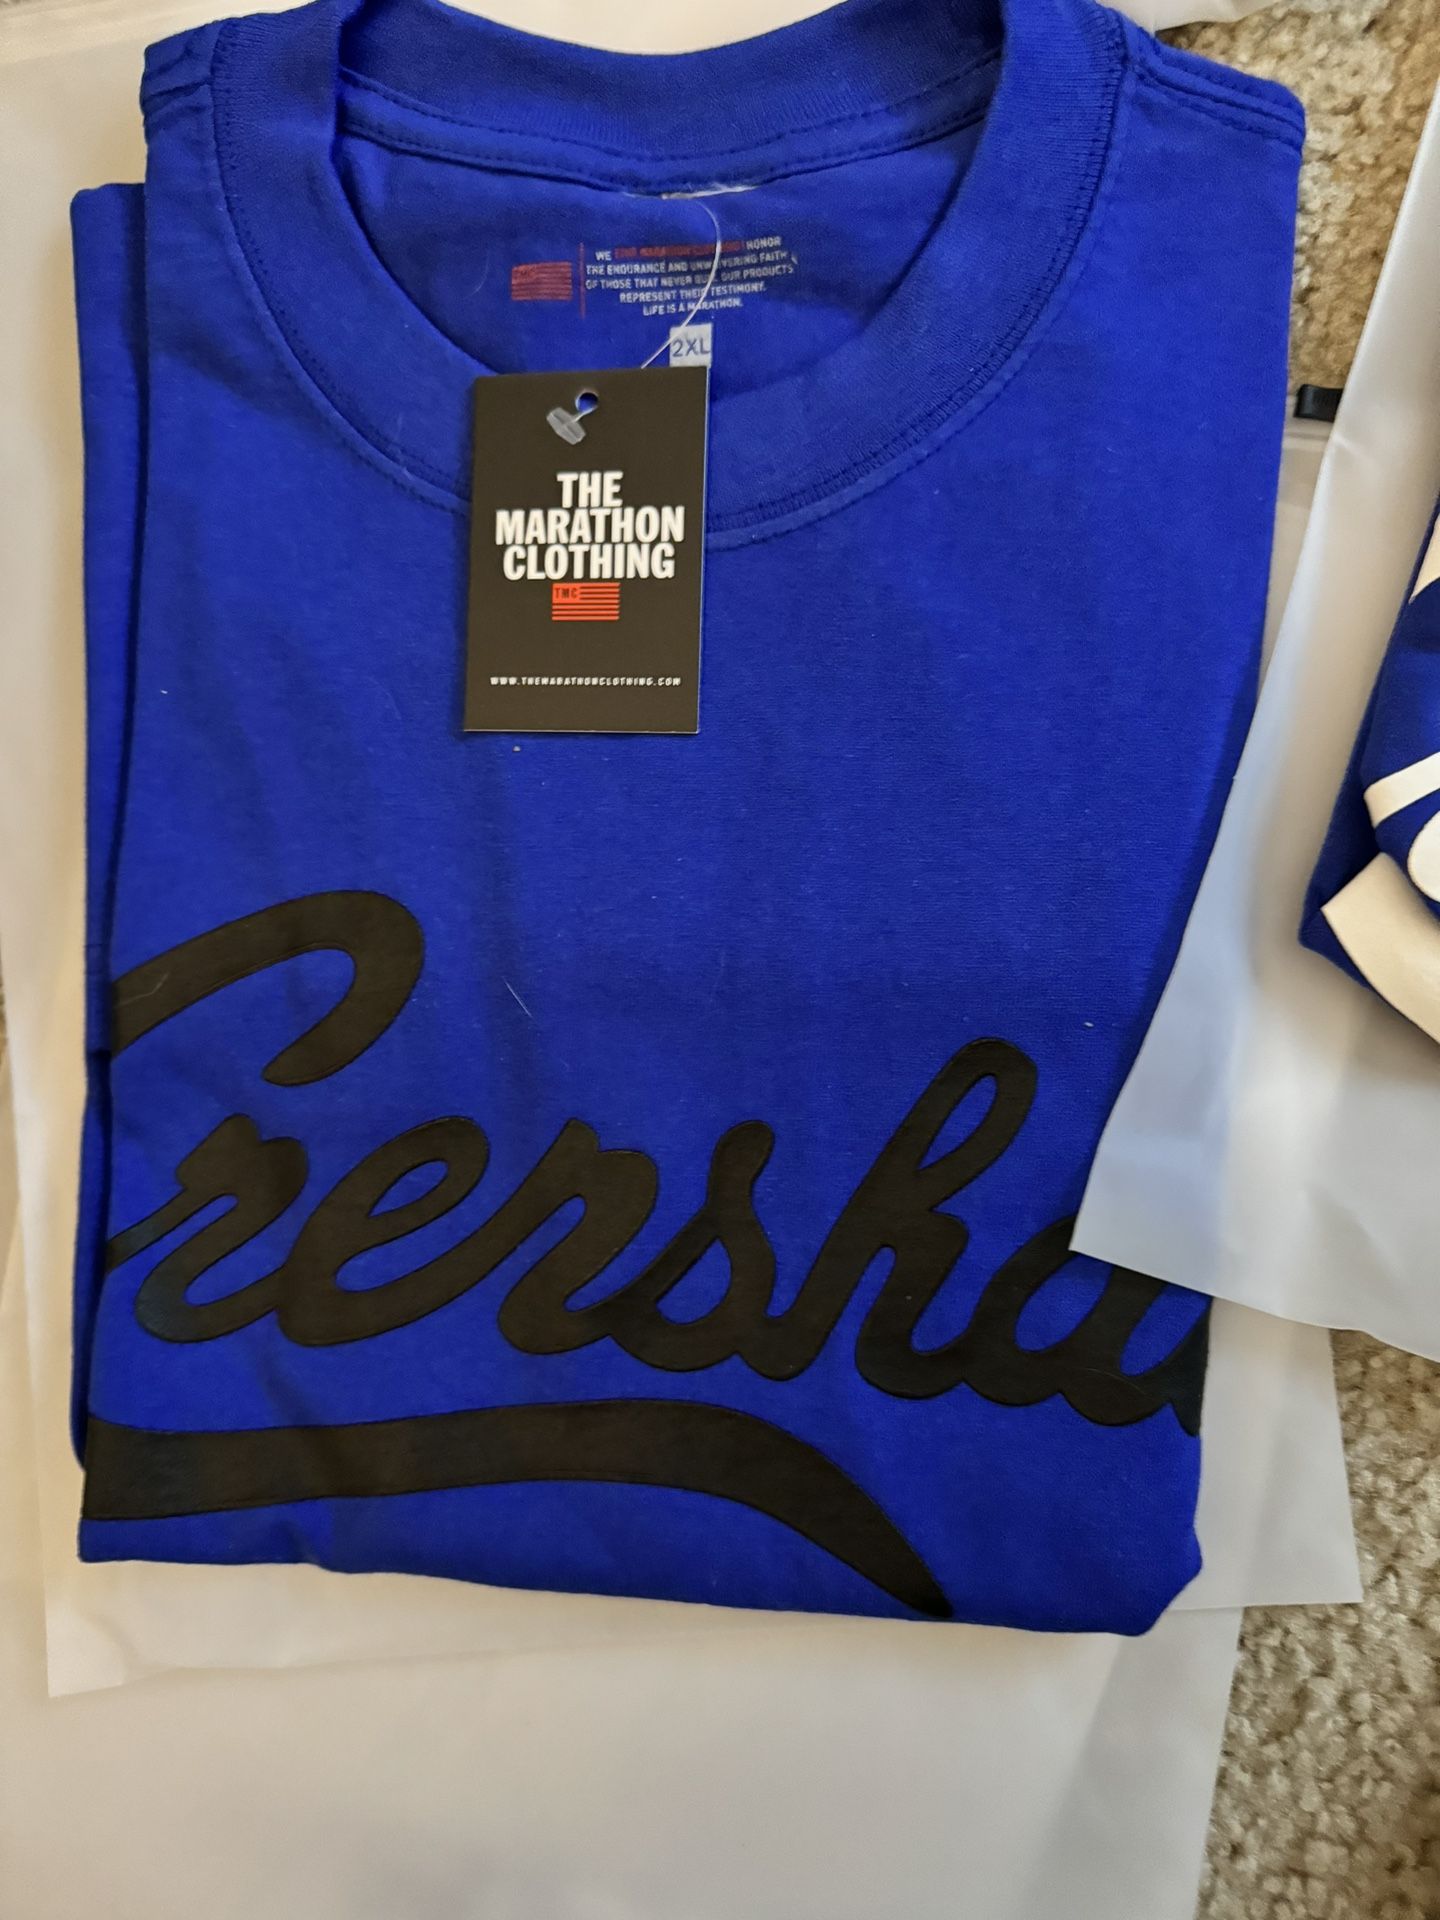 WE [THE MARATHON CLOTHING] HONOR
THE ENDURANCE AND UNWAVERING FAITH
OF THOSE THAT NEVER QUIT. OUR PRODUCTS
REPRESENT THEIR TESTIMONY.
LIFE IS A MARATHON.
TMC
2XL
THE
MARATHON
CLOTHING
TMC
WWW.THEMARATHONCLOTHING.COM
Crensha